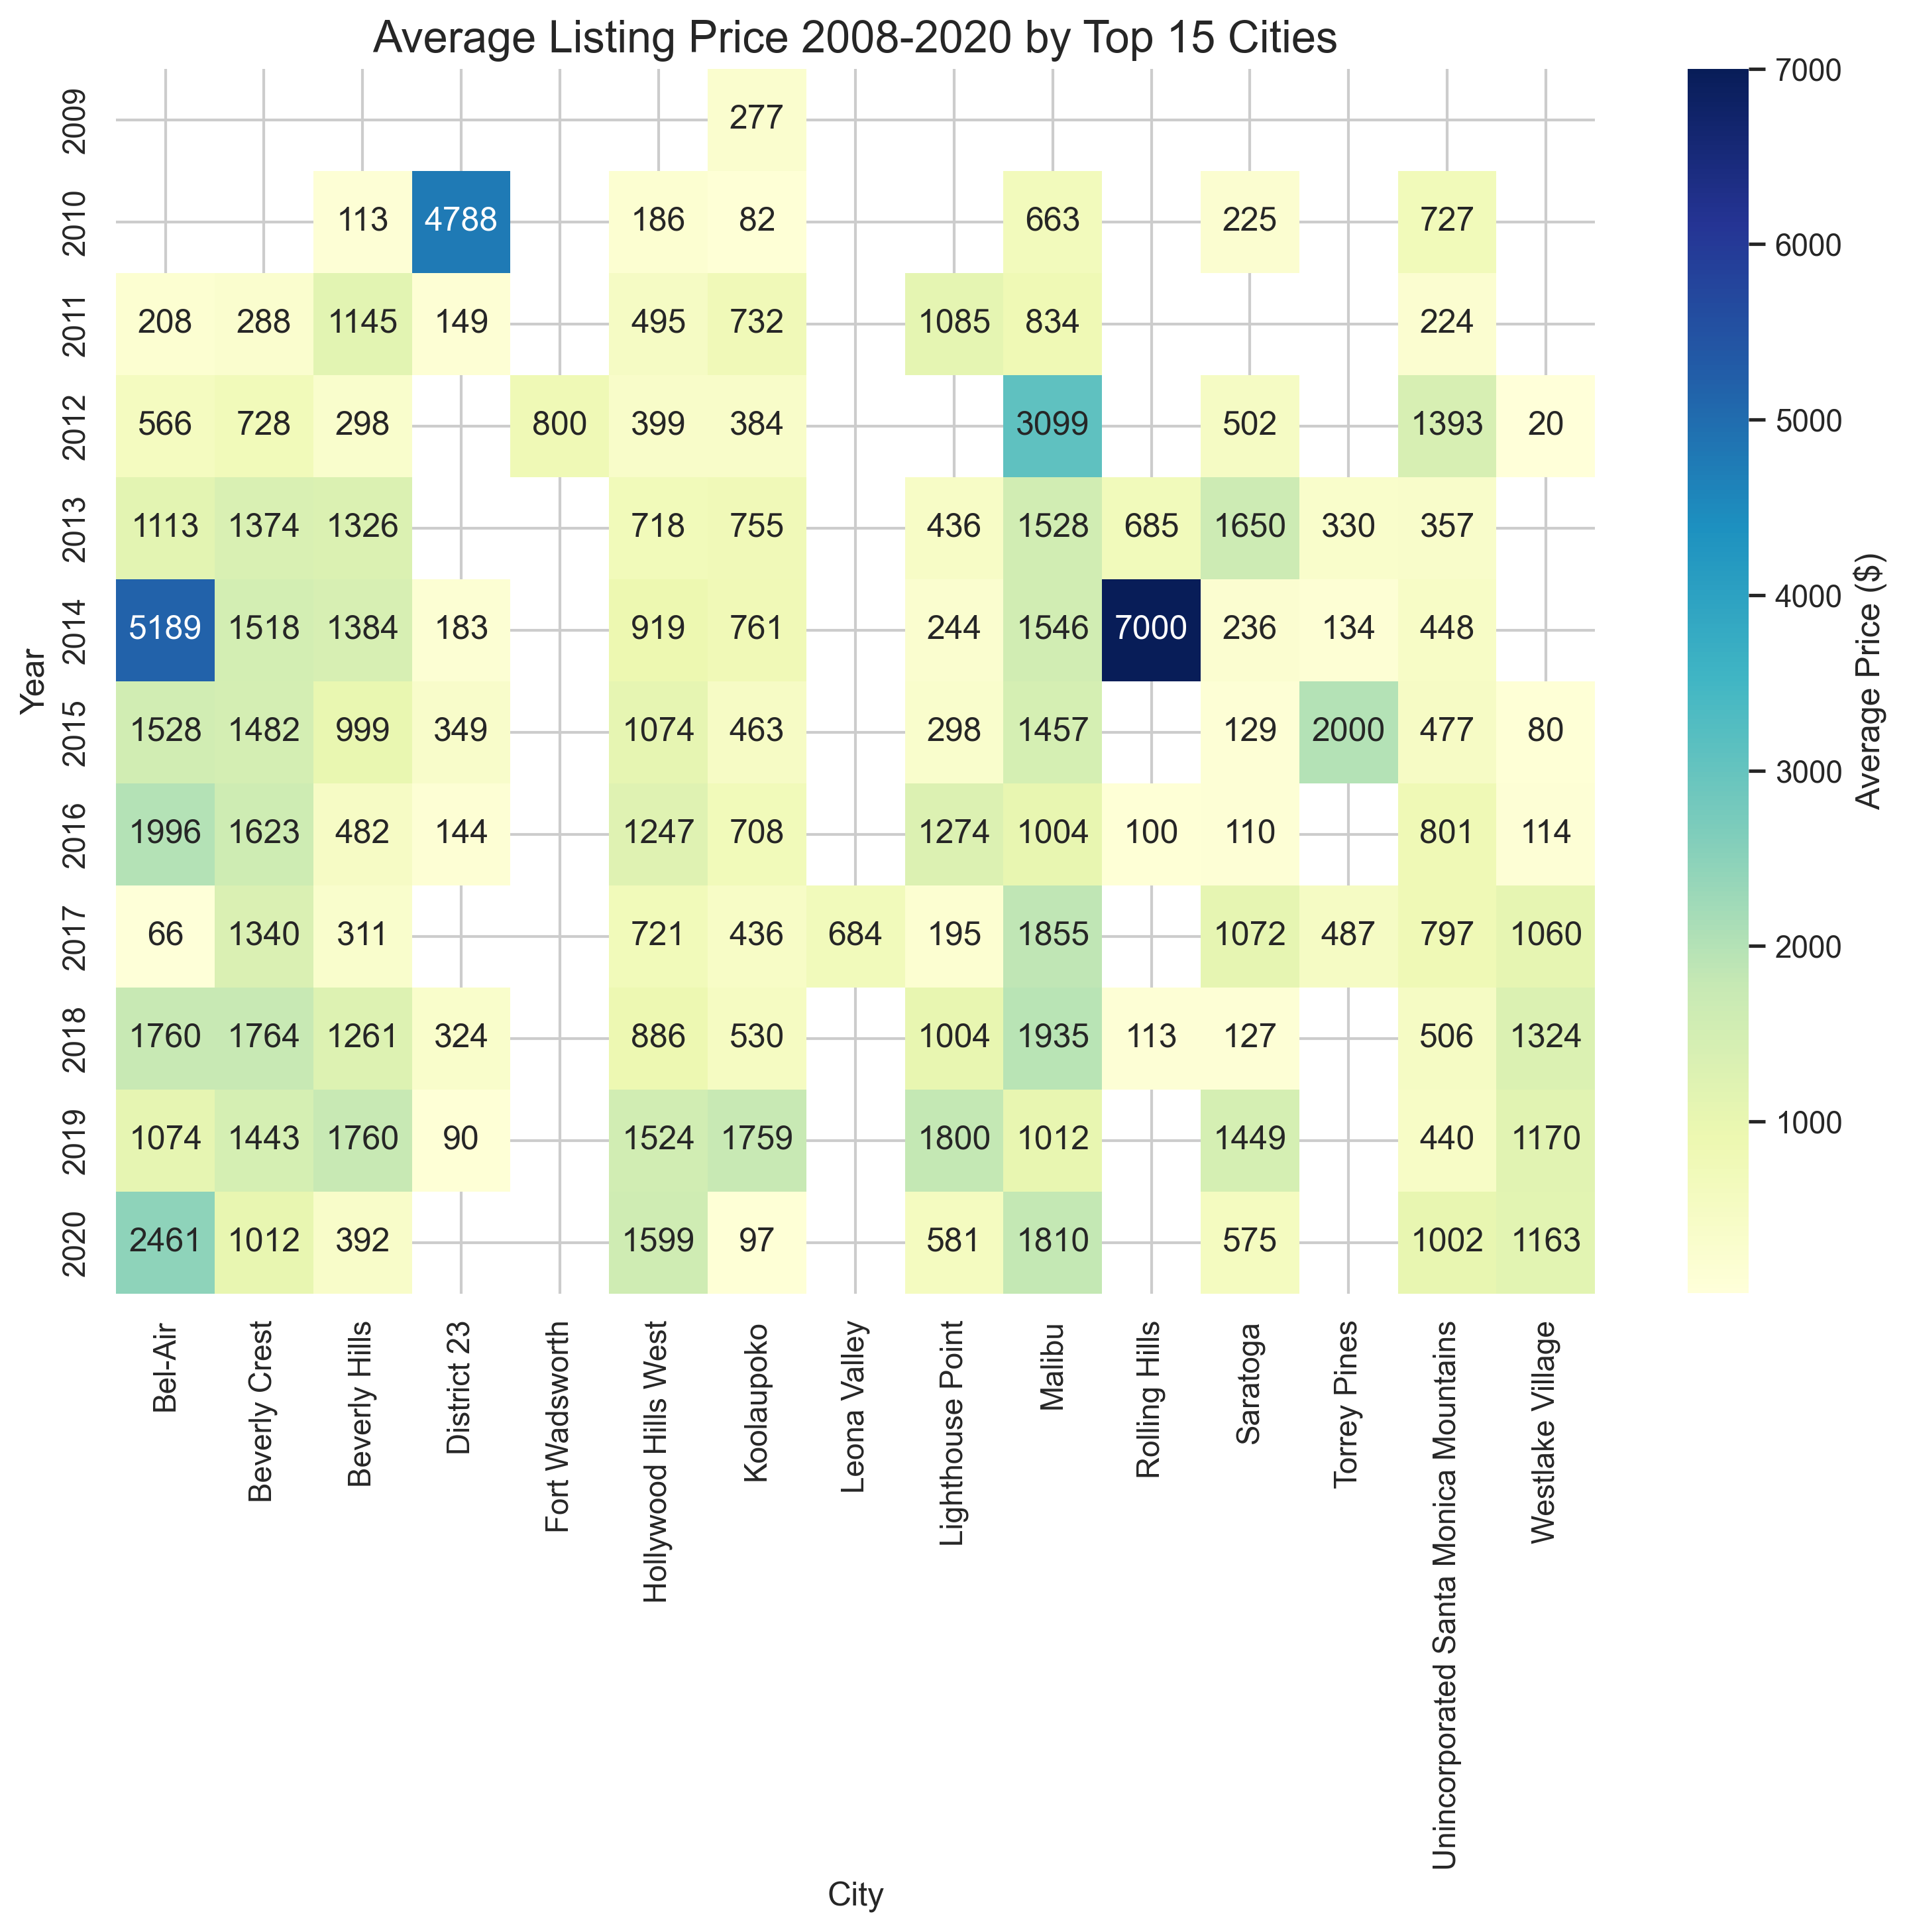 Average Listing Price 2008-2020 by Top 15 Cities
2009 277
2010 113 4788 186 82 663 225 727
2011 208 288 1145 149 495 732 1085 834 224
2012 566 728 298 800 399 384 3099 502 1393 20
2013 1113 1374 1326 718 755 436 1528 685 1650 330 357
2014 5189 1518 1384 183 919 761 244 1546 7000 236 134 448
2015 1528 1482 999 349 1074 463 298 1457 129 2000 477 80
2016 1996 1623 482 144 1247 708 1274 1004 100 110 801 114
2017 66 1340 311 721 436 684 195 1855 1072 487 797 1060
2018 1760 1764 1261 324 886 530 1004 1935 113 127 506 1324
2019 1074 1443 1760 90 1524 1759 1800 1012 1449 440 1170
2020 2461 1012 392 1599 97 581 1810 575 1002 1163
Year
Bel-Air
Beverly Crest
Beverly Hills
District 23
Fort Wadsworth
Hollywood Hills West
Koolaupoko
Leona Valley
Lighthouse Point
Malibu
Rolling Hills
Saratoga
Torrey Pines
Unincorporated Santa Monica Mountains
Westlake Village
City
7000
6000
5000
4000
3000
2000
1000
Average Price ($)